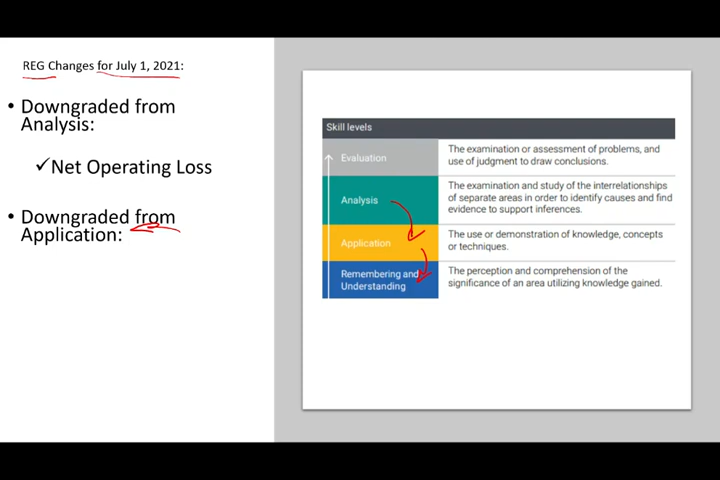 REG Changes for July 1, 2021:
• Downgraded from
Analysis:
✓Net Operating Loss
• Downgraded from
Application:
Skill levels
Evaluation
The examination or assessment of problems, and
use of judgment to draw conclusions.
Analysis
The examination and study of the interrelationships
of separate areas in order to identify causes and find
evidence to support inferences.
Application
The use or demonstration of knowledge, concepts
or techniques.
Remembering and
Understanding
The perception and comprehension of the
significance of an area utilizing knowledge gained.